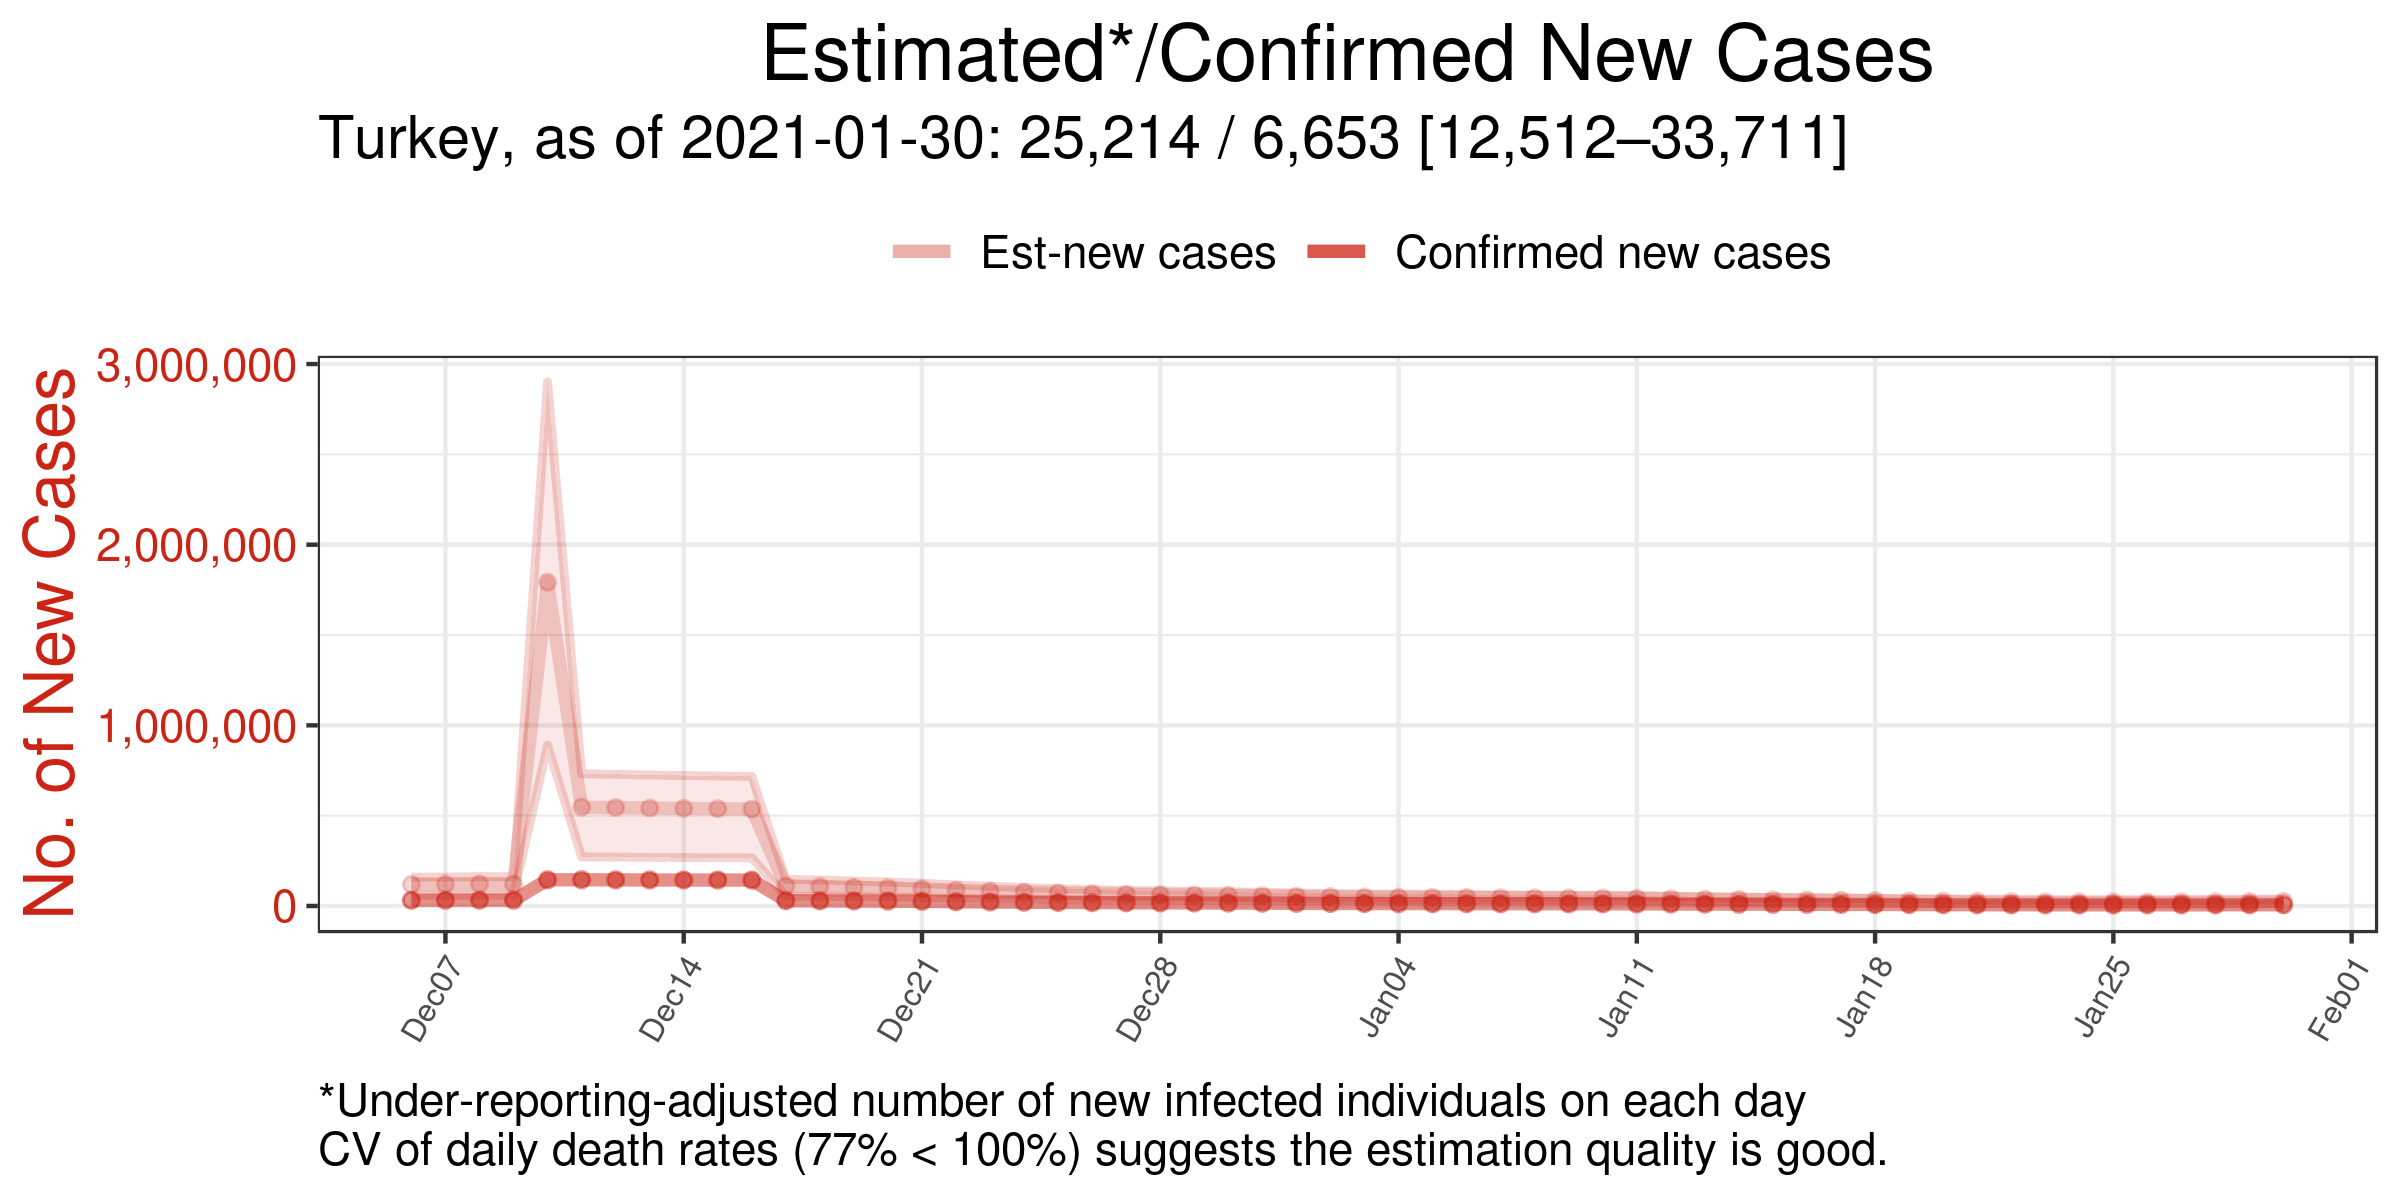 Estimated*/Confirmed New Cases
Turkey, as of 2021-01-30: 25,214 / 6,653 [12,512–33,711]
Est-new cases
Confirmed new cases
No. of New Cases
3,000,000
2,000,000
1,000,000
0
Dec07
Dec14
Dec21
Dec28
Jan04
Jan11
Jan18
Jan25
Feb01
*Under-reporting-adjusted number of new infected individuals on each day
CV of daily death rates (77% < 100%) suggests the estimation quality is good.